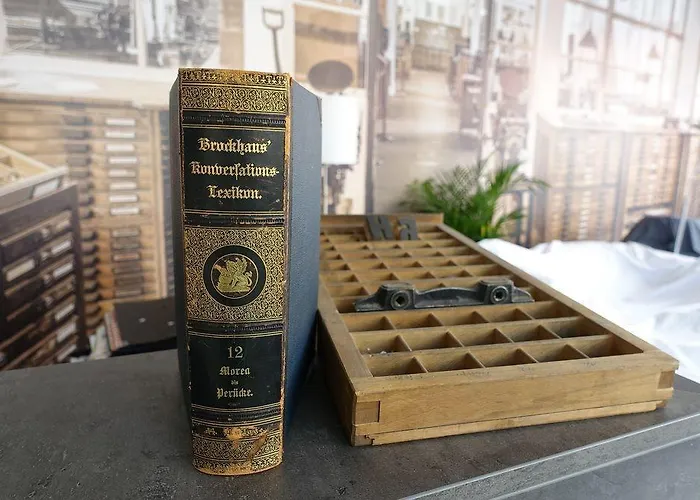 Brockhaus'
Konversations-
Lexikon.
12
Morea
bis
Perücke.